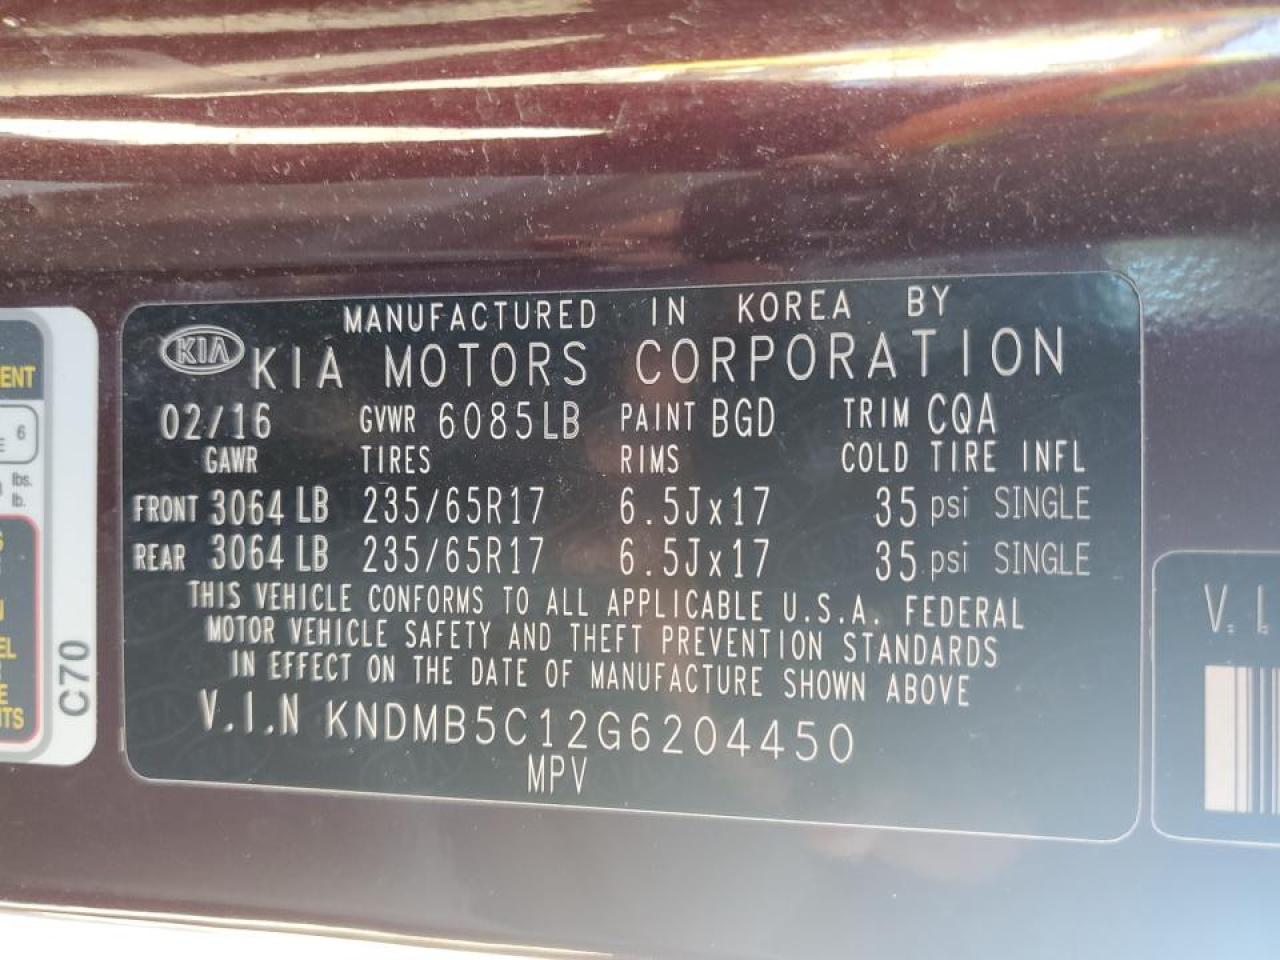 MANUFACTURED IN KOREA BY
KIA KIA MOTORS CORPORATION
02/16 GVWR 6085LB PAINT BGD TRIM CQA
GAWR TIRES RIMS COLD TIRE INFL
FRONT 3064 LB 235/65R17 6.5Jx17 35 psi SINGLE
REAR 3064 LB 235/65R17 6.5Jx17 35 psi SINGLE
THIS VEHICLE CONFORMS TO ALL APPLICABLE U.S.A. FEDERAL
MOTOR VEHICLE SAFETY AND THEFT PREVENTION STANDARDS
IN EFFECT ON THE DATE OF MANUFACTURE SHOWN ABOVE
V.I.N KNDMB5C12G6204450
MPV
C70
6
lbs.
lb.
V.I.